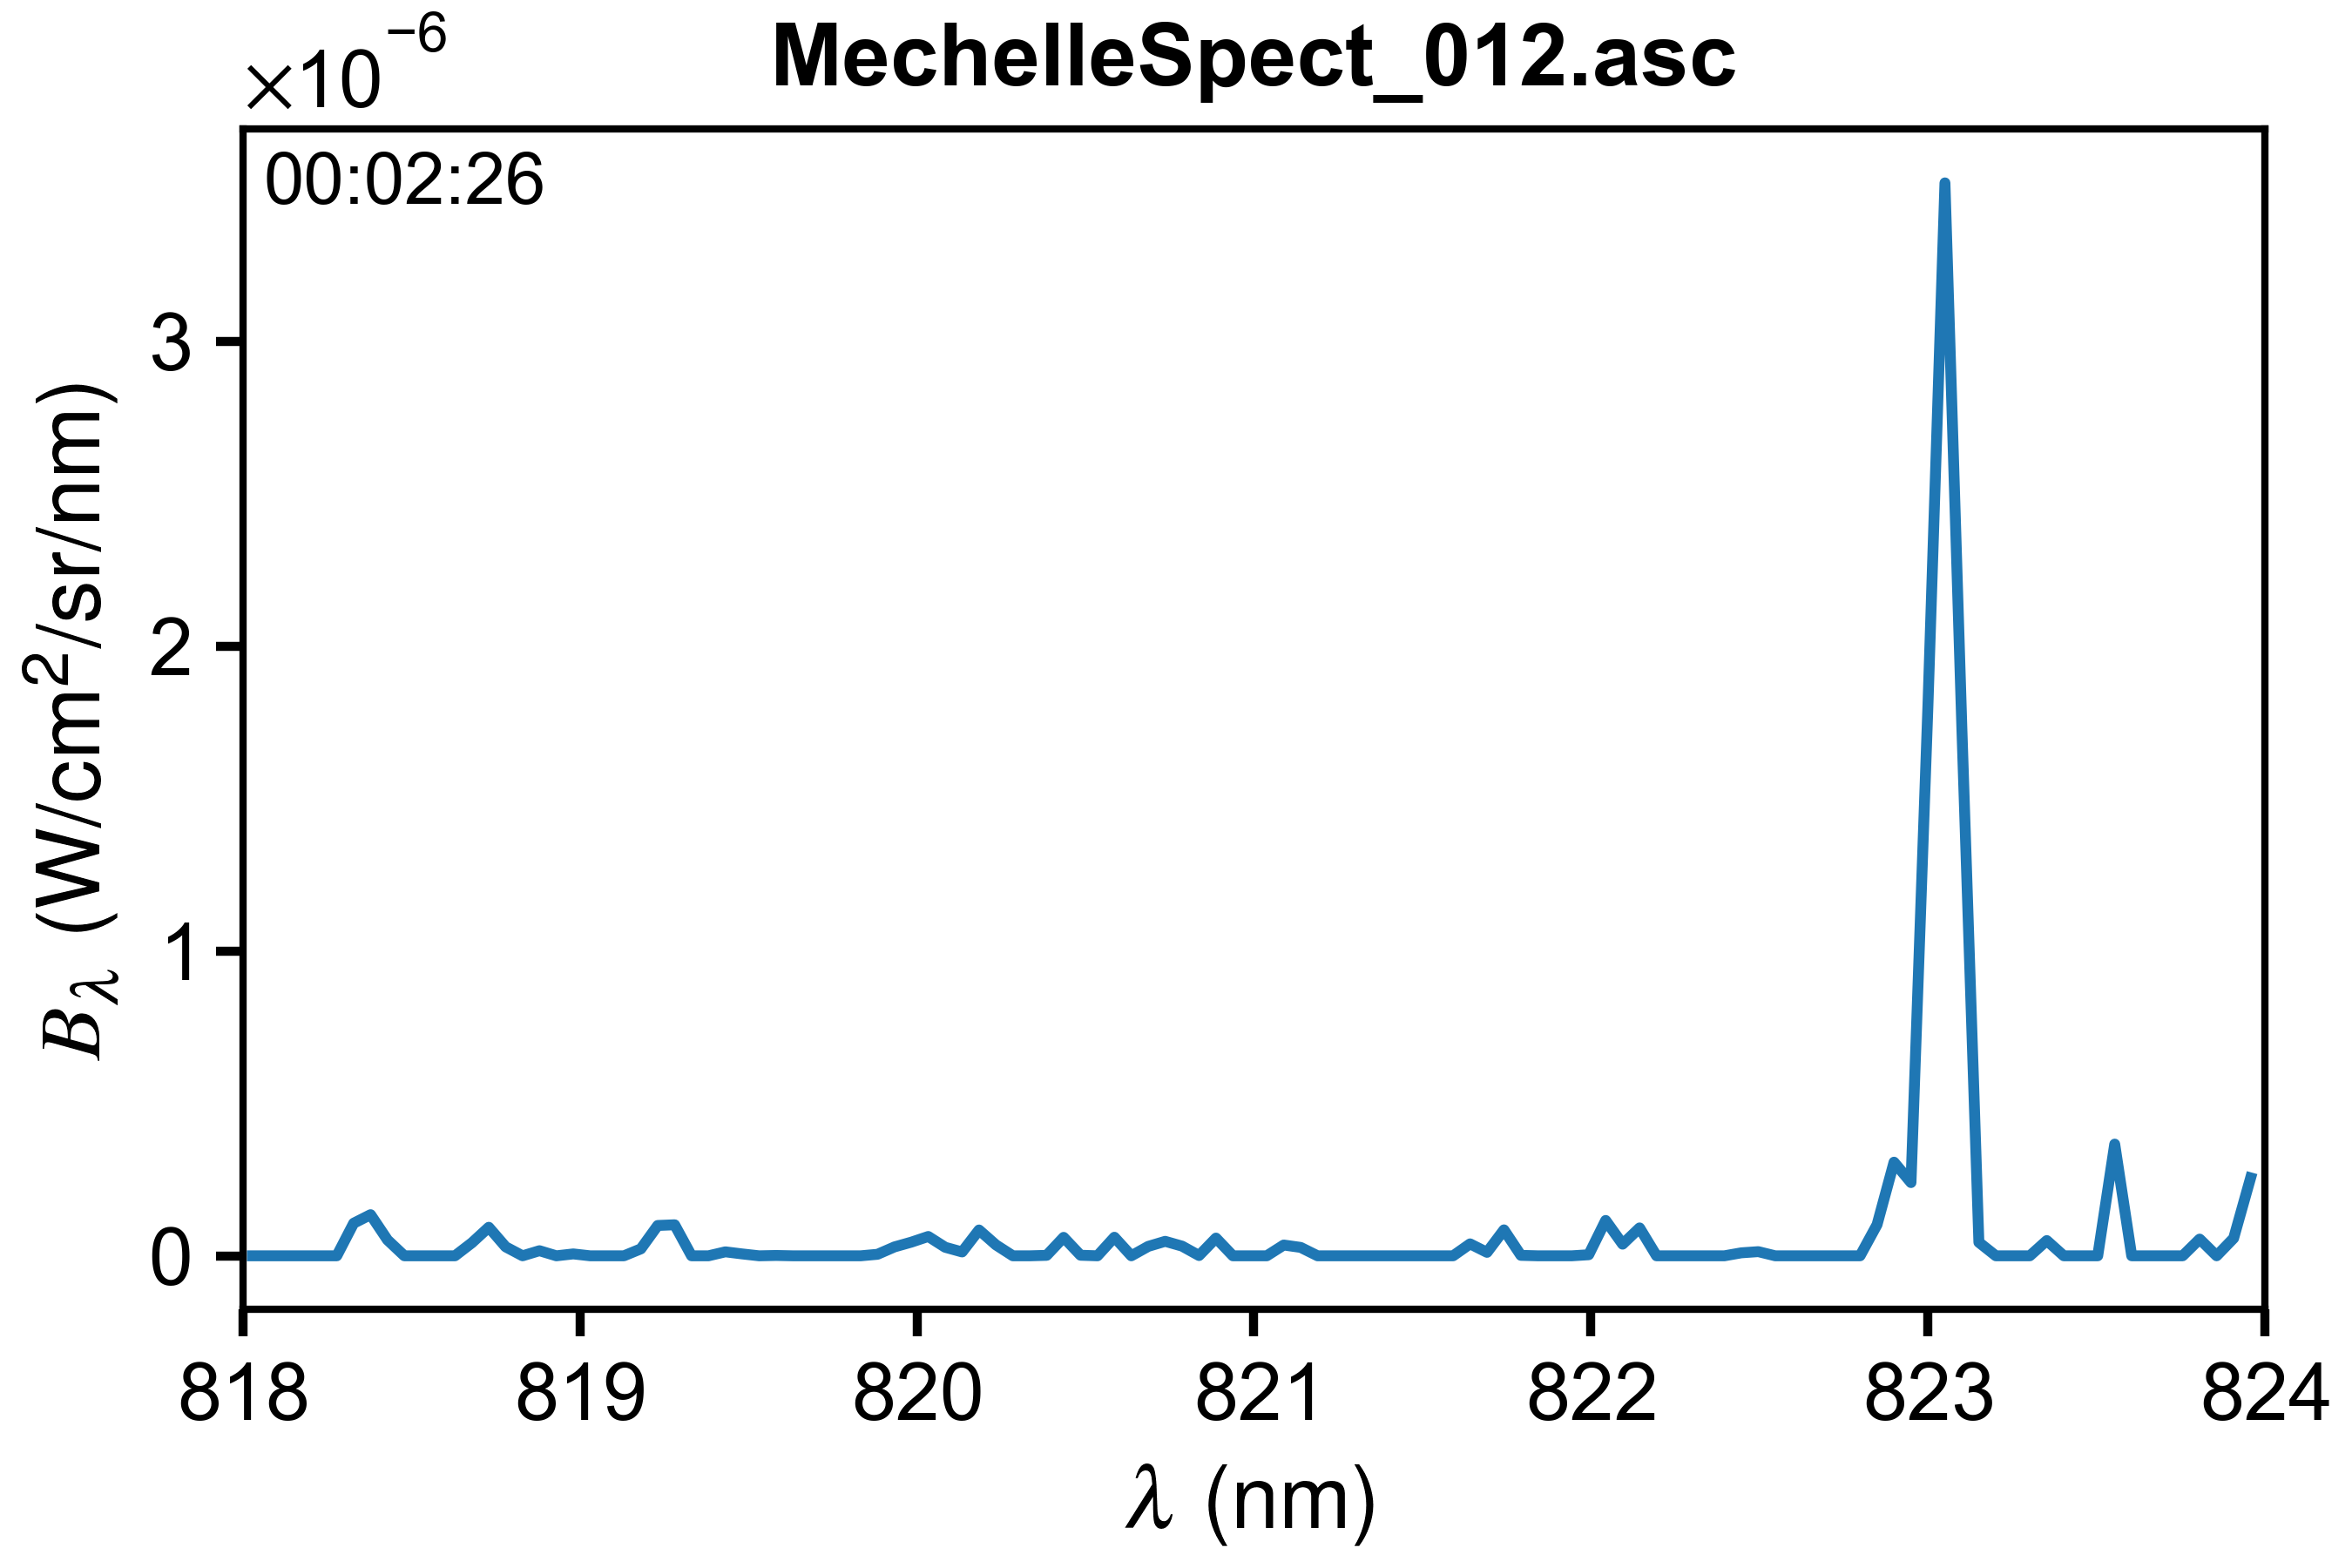 ×10⁻⁶
MechelleSpect_012.asc
00:02:26
3
2
1
0
B_λ (W/cm²/sr/nm)
818 819 820 821 822 823 824
λ (nm)